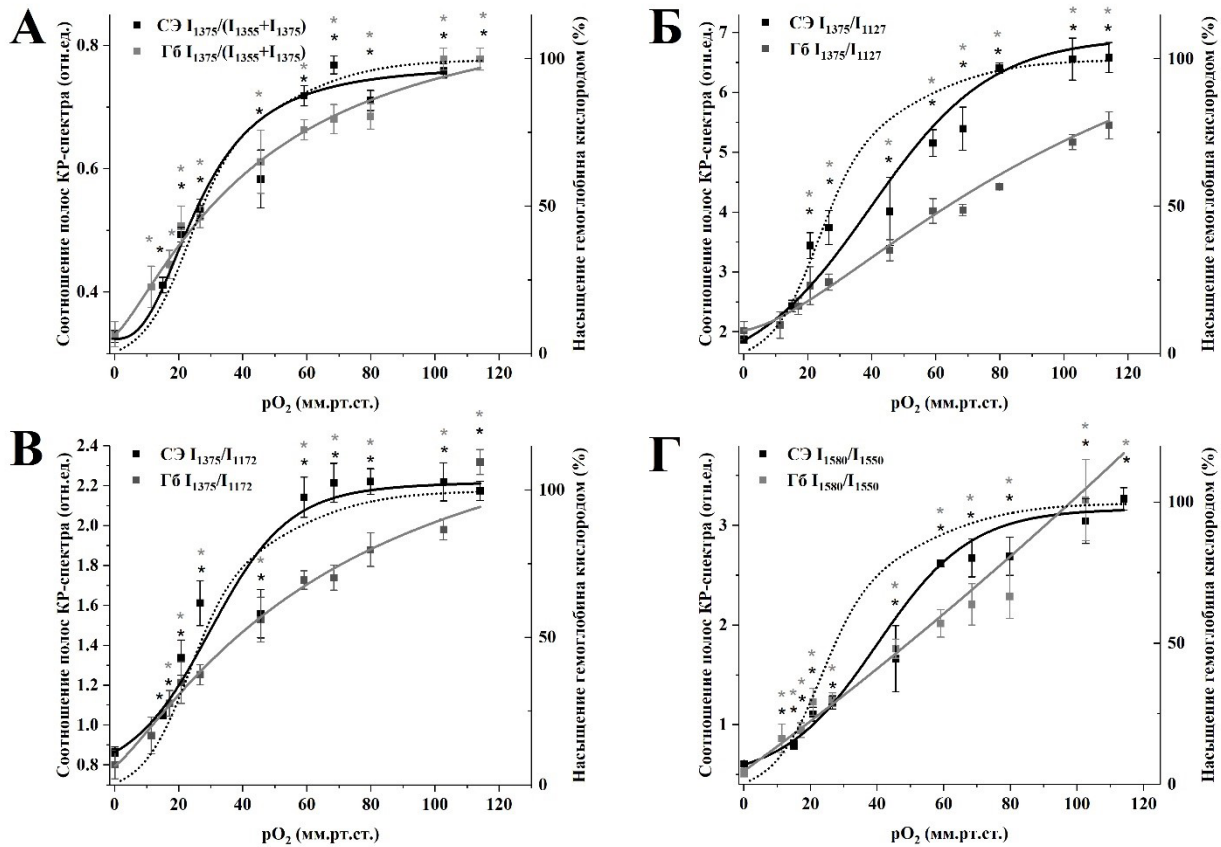 А
СЭ I1375/(I1355+I1375)
Гб I1375/(I1355+I1375)
Соотношение полос КР-спектра (отн.ед.)
0.8
0.6
0.4
Насыщение гемоглобина кислородом (%)
100
50
0
0 20 40 60 80 100 120
pO2 (мм.рт.ст.)
Б
СЭ I1375/I1127
Гб I1375/I1127
Соотношение полос КР-спектра (отн.ед.)
7
6
5
4
3
2
Насыщение гемоглобина кислородом (%)
100
50
0
0 20 40 60 80 100 120
pO2 (мм.рт.ст.)
В
СЭ I1375/I1172
Гб I1375/I1172
Соотношение полос КР-спектра (отн.ед.)
2.4
2.2
2.0
1.8
1.6
1.4
1.2
1.0
0.8
Насыщение гемоглобина кислородом (%)
100
50
0
0 20 40 60 80 100 120
pO2 (мм.рт.ст.)
Г
СЭ I1580/I1550
Гб I1580/I1550
Соотношение полос КР-спектра (отн.ед.)
3
2
1
Насыщение гемоглобина кислородом (%)
100
50
0
0 20 40 60 80 100 120
pO2 (мм.рт.ст.)